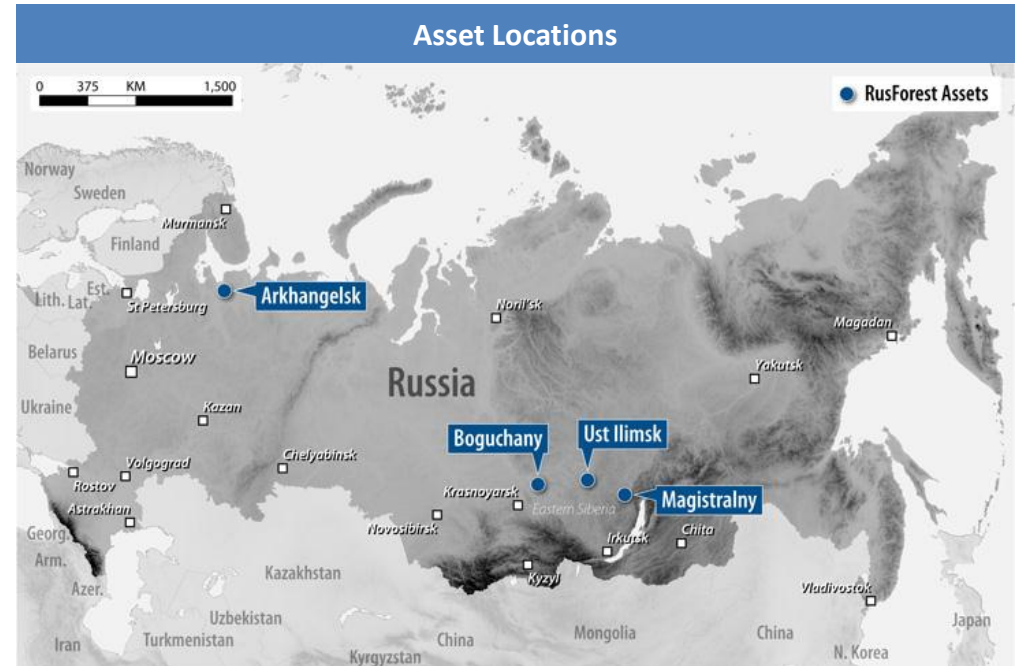 Asset Locations
0 375 KM 1,500
RusForest Assets
Norway
Sweden
Murmansk
Finland
Est.
Lith. Lat.
St Petersburg
Arkhangelsk
Noril'sk
Magadan
Belarus
Moscow
Yakutsk
Russia
Ukraine
Kazan
Boguchany
Ust Ilimsk
Volgograd
Chelyabinsk
Rostov
Krasnoyarsk
Magistralny
Astrakhan
Eastern Siberia
Novosibirsk
Georg.
Irkutsk
Chita
Arm.
Kazakhstan
Kyzyl
Azer.
Vladivostok
Uzbekistan
Iran
Turkmenistan
China
Mongolia
China
Japan
Kyrgyzstan
N. Korea